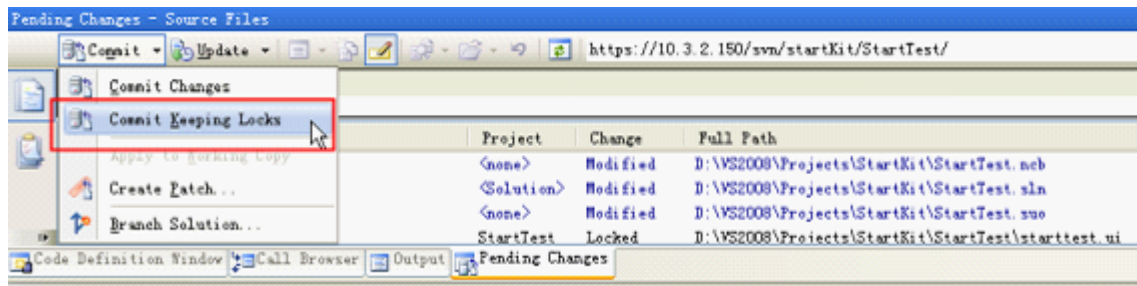 Pending Changes - Source Files
Commit Update https://10.3.2.150/svn/startKit/StartTest/
Commit Changes
Commit Keeping Locks
Project Change Full Path
Apply to Working Copy <none> Modified D:\VS2008\Projects\StartKit\StartTest.ncb
Create Patch... <Solution> Modified D:\VS2008\Projects\StartKit\StartTest.sln
<none> Modified D:\VS2008\Projects\StartKit\StartTest.suo
Branch Solution...
StartTest Locked D:\VS2008\Projects\StartKit\StartTest\starttest.ui
Code Definition Window Call Browser Output Pending Changes